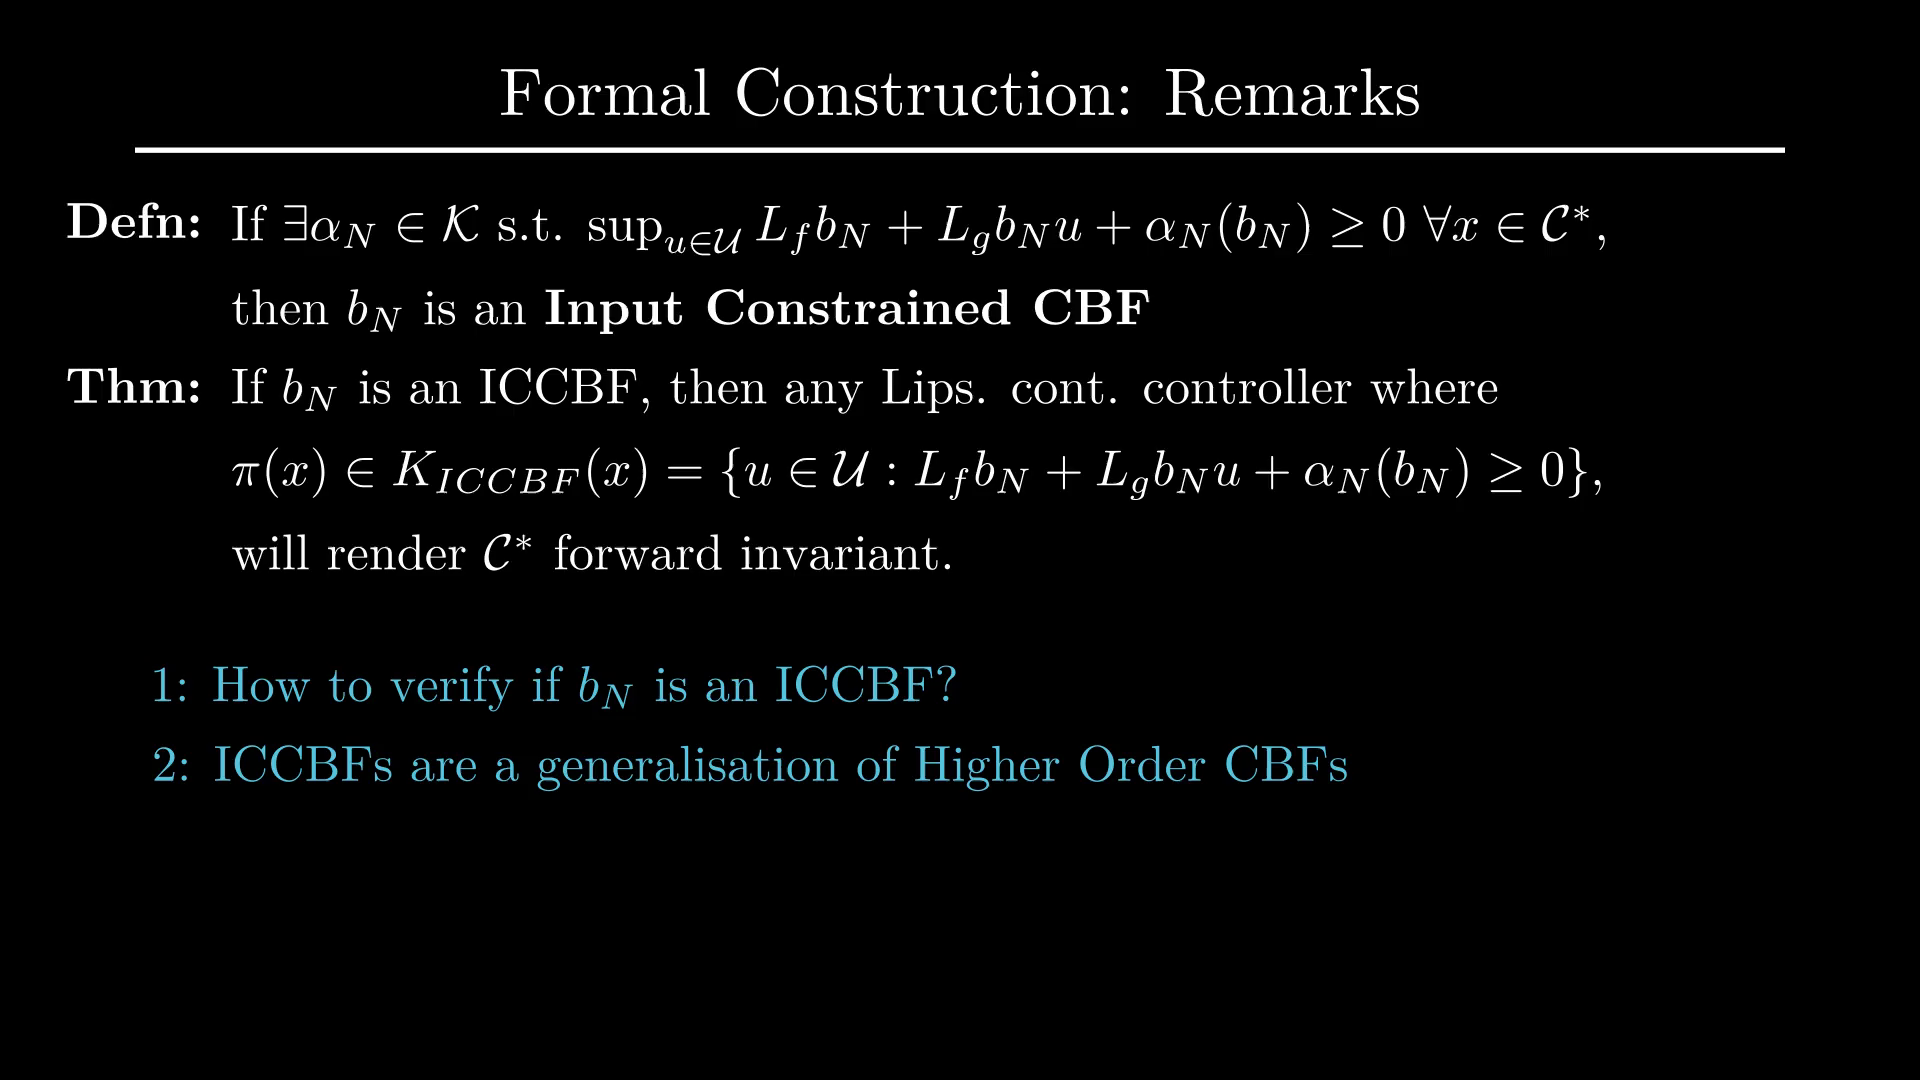 Formal Construction: Remarks
Defn: If ∃α_N ∈ 𝒦 s.t. sup_{u∈𝒰} L_f b_N + L_g b_N u + α_N(b_N) ≥ 0 ∀x ∈ 𝒞*,
then b_N is an Input Constrained CBF
Thm: If b_N is an ICCBF, then any Lips. cont. controller where
π(x) ∈ K_{ICCBF}(x) = {u ∈ 𝒰 : L_f b_N + L_g b_N u + α_N(b_N) ≥ 0},
will render 𝒞* forward invariant.
1: How to verify if b_N is an ICCBF?
2: ICCBFs are a generalisation of Higher Order CBFs